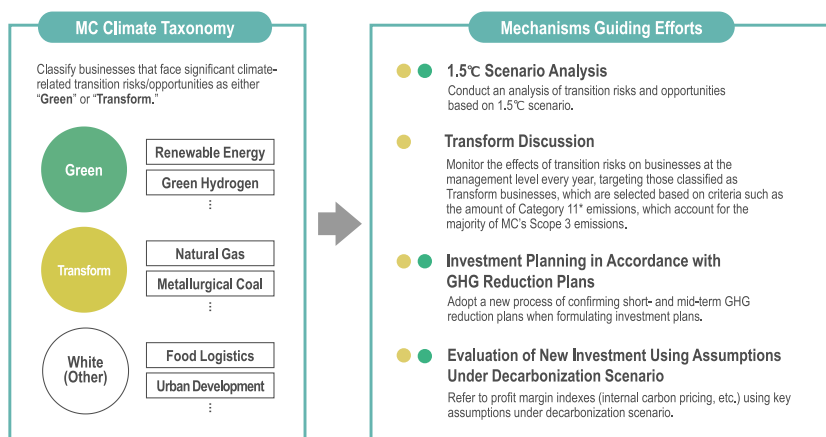 MC Climate Taxonomy
Classify businesses that face significant climate-
related transition risks/opportunities as either
“Green” or “Transform.”
Green
Renewable Energy
Green Hydrogen
⋮
Transform
Natural Gas
Metallurgical Coal
⋮
White
(Other)
Food Logistics
Urban Development
⋮
Mechanisms Guiding Efforts
1.5℃ Scenario Analysis
Conduct an analysis of transition risks and opportunities
based on 1.5℃ scenario.
Transform Discussion
Monitor the effects of transition risks on businesses at the
management level every year, targeting those classified as
Transform businesses, which are selected based on criteria such as
the amount of Category 11* emissions, which account for the
majority of MC’s Scope 3 emissions.
Investment Planning in Accordance with
GHG Reduction Plans
Adopt a new process of confirming short- and mid-term GHG
reduction plans when formulating investment plans.
Evaluation of New Investment Using Assumptions
Under Decarbonization Scenario
Refer to profit margin indexes (internal carbon pricing, etc.) using key
assumptions under decarbonization scenario.